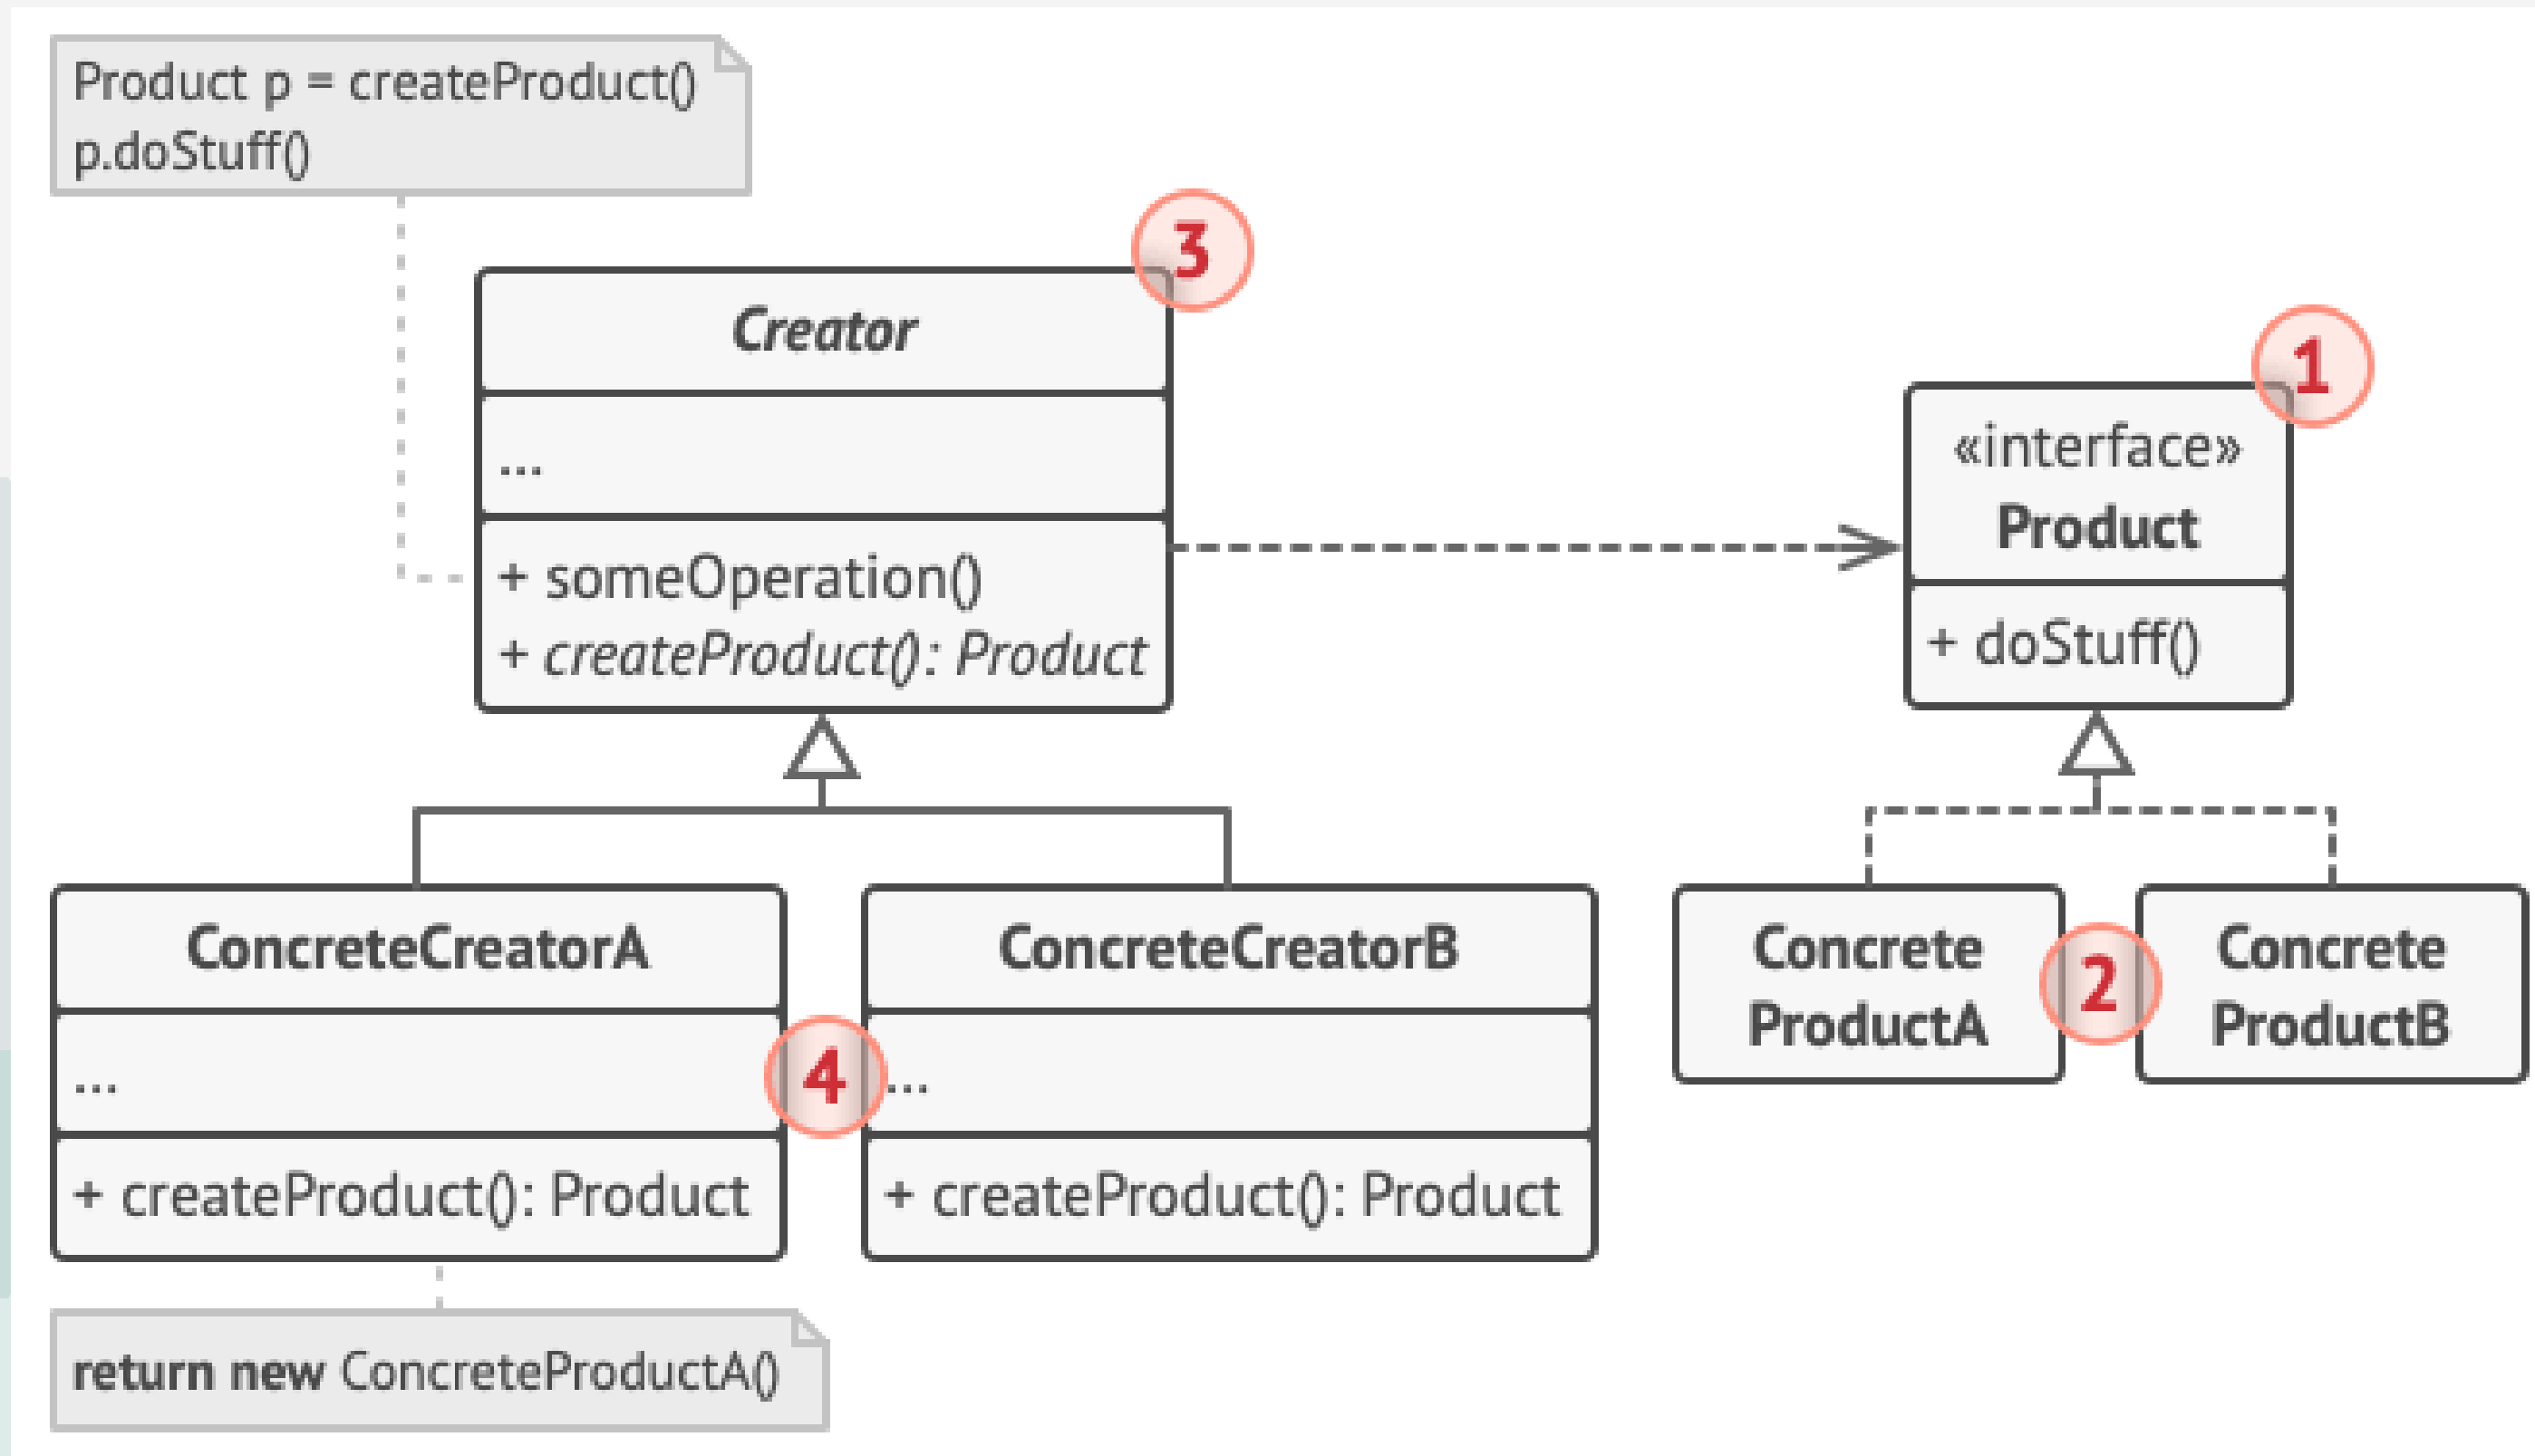 Product p = createProduct()
p.doStuff()
3
Creator
...
+ someOperation()
+ createProduct(): Product
1
«interface»
Product
+ doStuff()
ConcreteCreatorA
...
+ createProduct(): Product
4
ConcreteCreatorB
...
+ createProduct(): Product
Concrete
ProductA
2
Concrete
ProductB
return new ConcreteProductA()